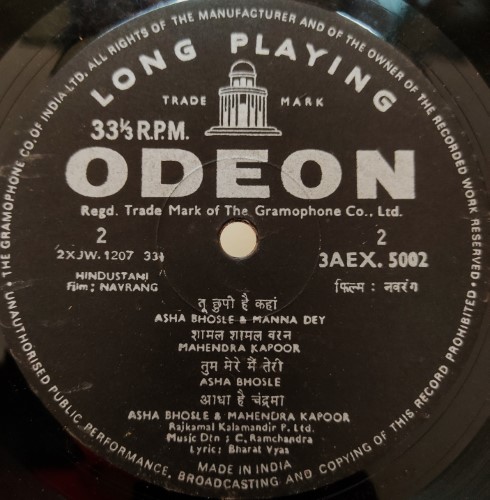 UNAUTHORISED PUBLIC PERFORMANCE, BROADCASTING AND COPYING OF THIS RECORD PROHIBITED • THE GRAMOPHONE CO. OF INDIA LTD. ALL RIGHTS OF THE MANUFACTURER AND OF THE OWNER OF THE RECORDED WORK RESERVED •
LONG PLAYING
TRADE MARK
33⅓ R.P.M.
ODEON
Regd. Trade Mark of The Gramophone Co., Ltd.
2 2
2XJW.1207 33⅓ 3AEX. 5002
HINDUSTANI
Film; NAVRANG फिल्म : नवरंग
तू छुपी है कहां
ASHA BHOSLE & MANNA DEY
शामल शामल बरन
MAHENDRA KAPOOR
तुम मेरे मैं तेरी
ASHA BHOSLE
आधा है चंद्रमा
ASHA BHOSLE & MAHENDRA KAPOOR
Rajkamal Kalamandir P. Ltd.
Music Dtn : C. Ramchandra
Lyric: Bharat Vyas
MADE IN INDIA